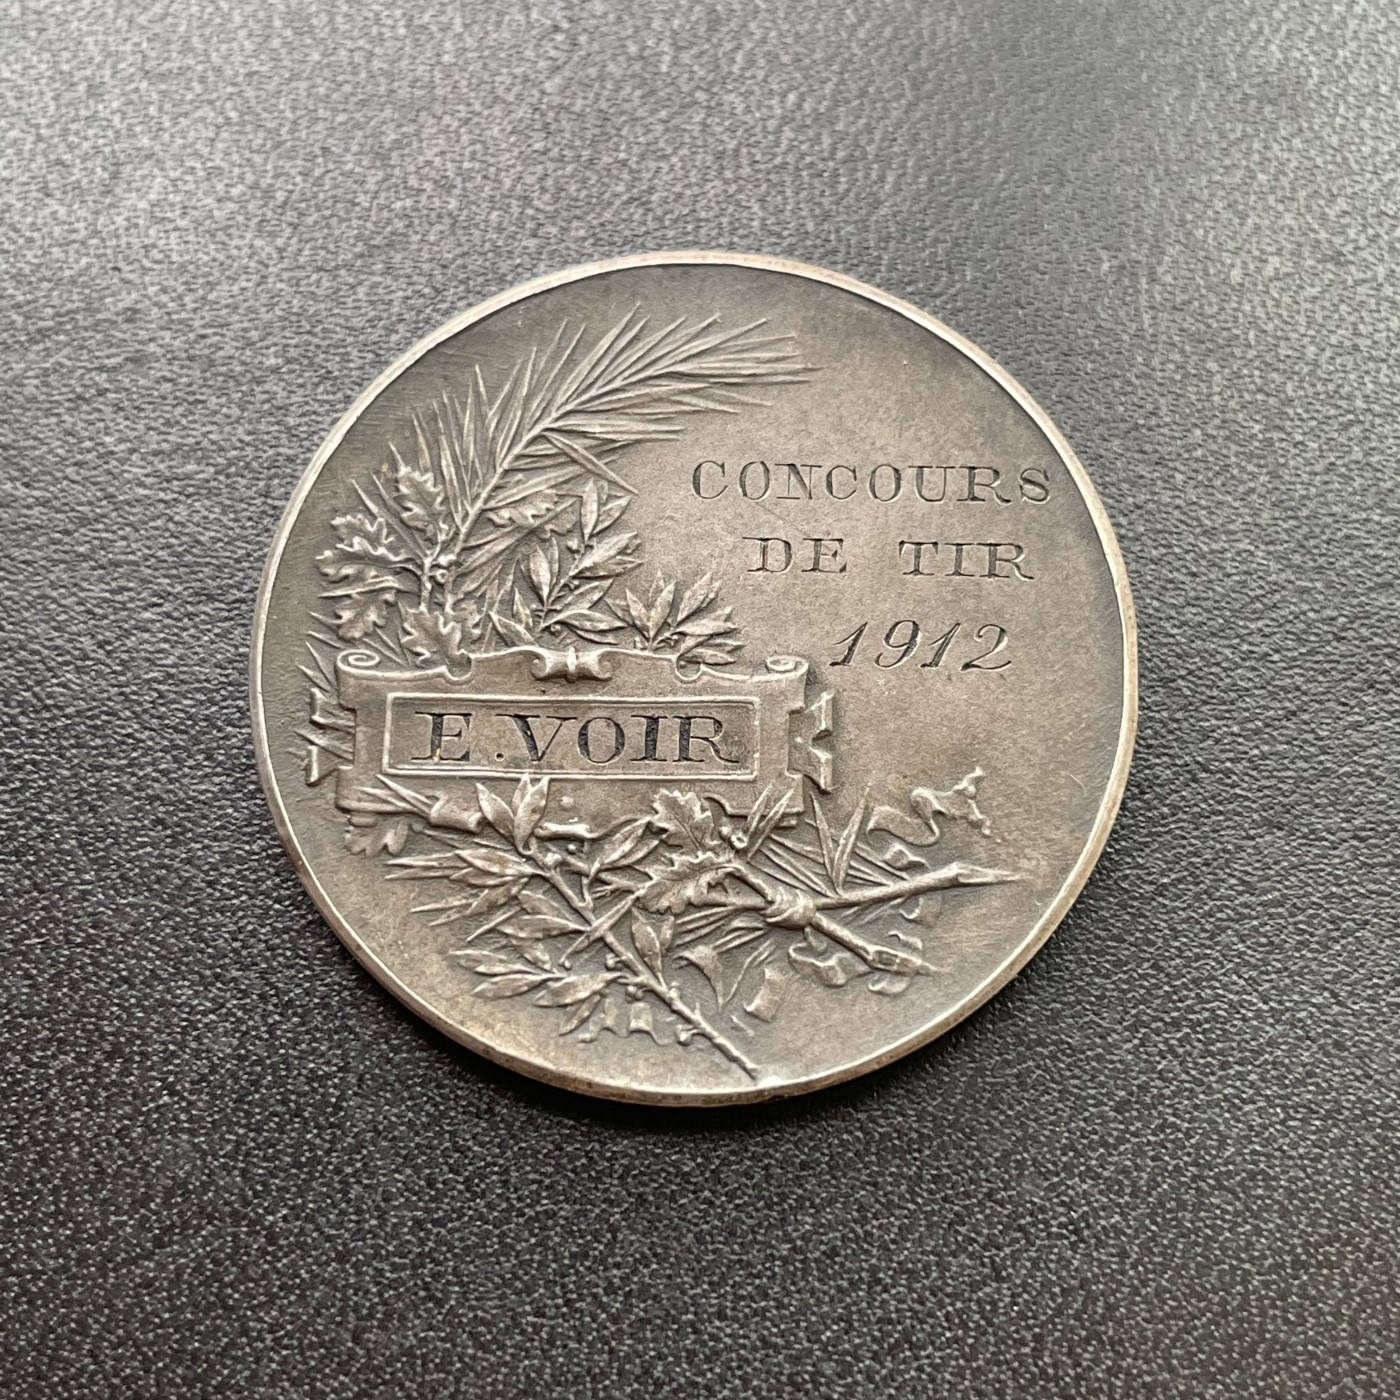 CONCOURS
DE TIR
1912
E. VOIR